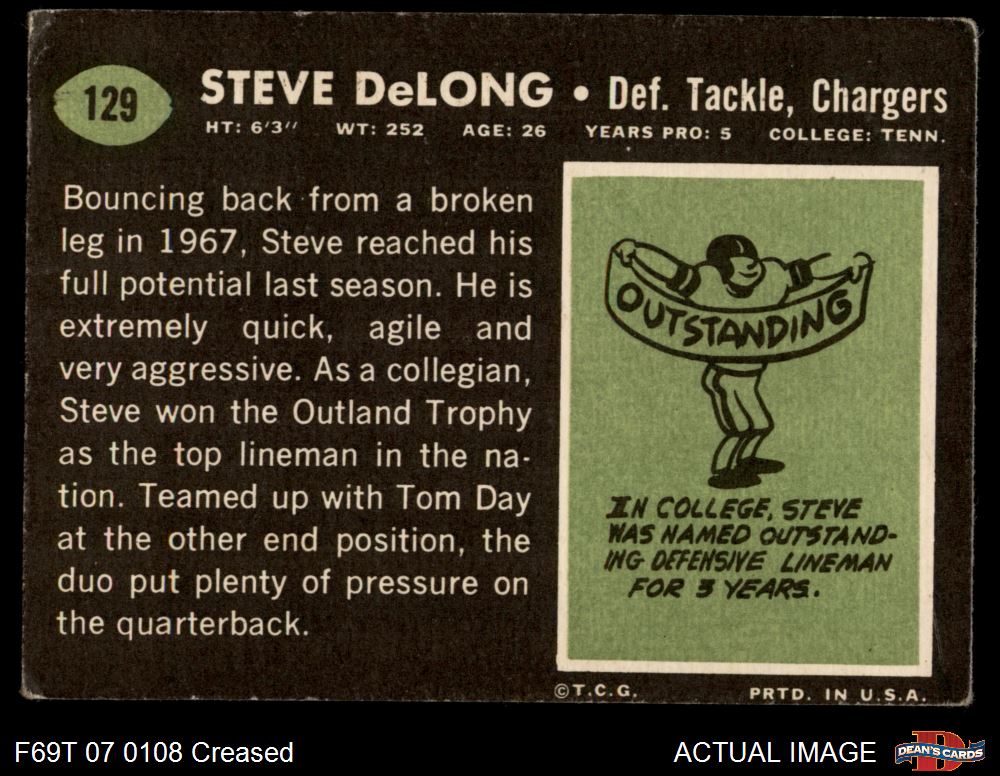 129
STEVE DeLONG • Def. Tackle, Chargers
HT: 6'3" WT: 252 AGE: 26 YEARS PRO: 5 COLLEGE: TENN.
Bouncing back from a broken
leg in 1967, Steve reached his
full potential last season. He is
extremely quick, agile and
very aggressive. As a collegian,
Steve won the Outland Trophy
as the top lineman in the na-
tion. Teamed up with Tom Day
at the other end position, the
duo put plenty of pressure on
the quarterback.
OUTSTANDING
IN COLLEGE, STEVE
WAS NAMED OUTSTAND-
ING DEFENSIVE LINEMAN
FOR 3 YEARS.
©T.C.G. PRTD. IN U.S.A.
F69T 07 0108 Creased ACTUAL IMAGE
D
DEAN'S CARDS